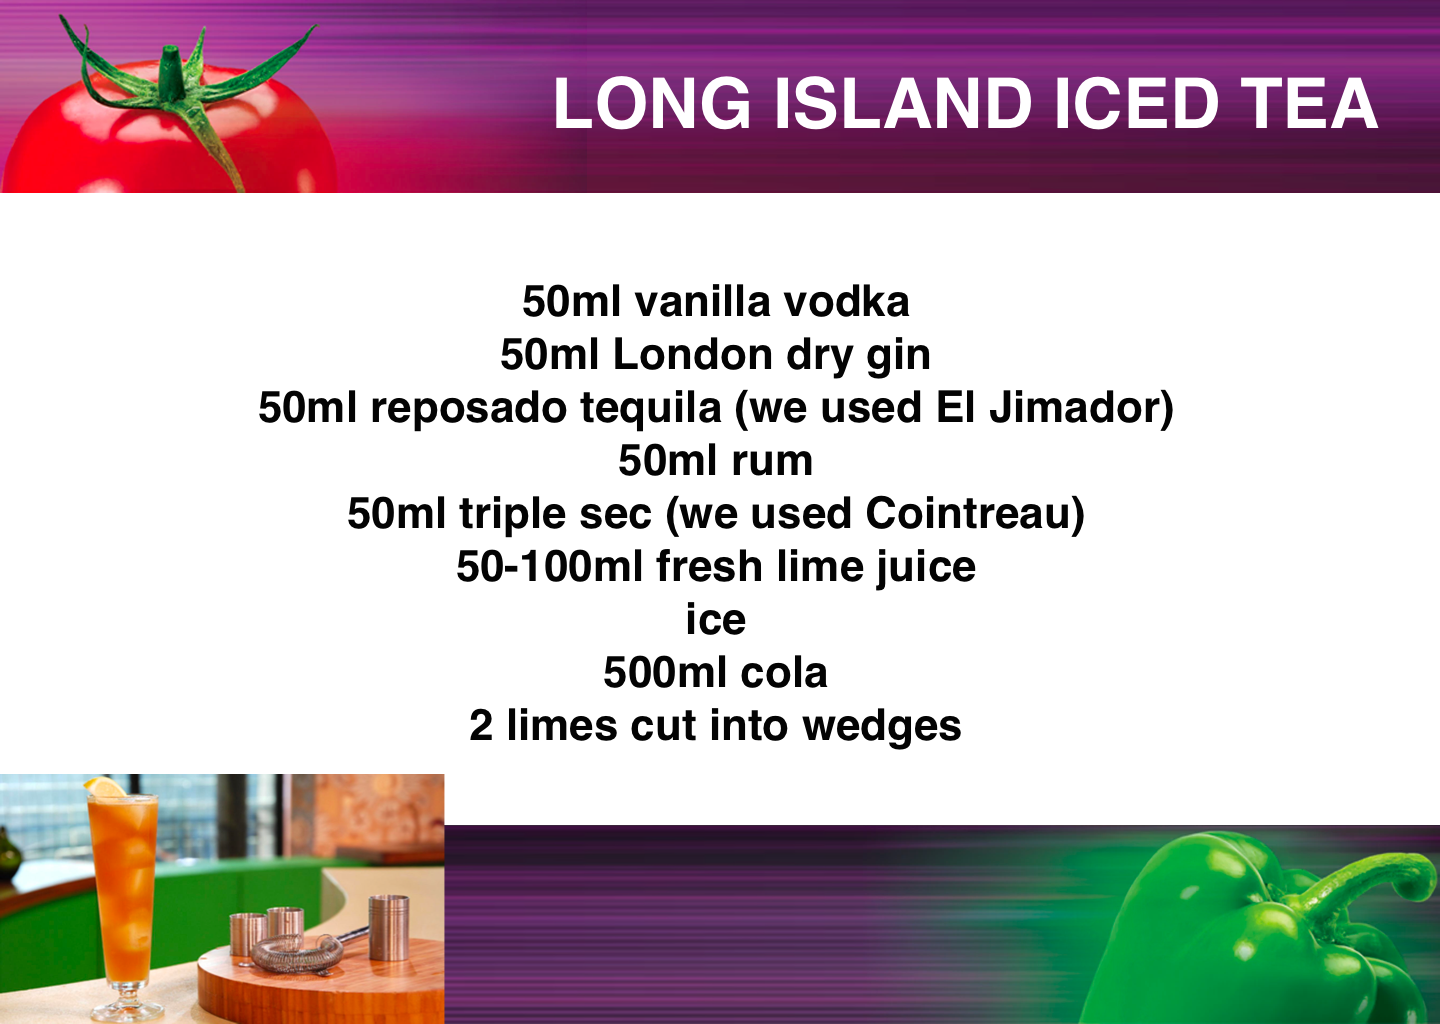 LONG ISLAND ICED TEA
50ml vanilla vodka
50ml London dry gin
50ml reposado tequila (we used El Jimador)
50ml rum
50ml triple sec (we used Cointreau)
50-100ml fresh lime juice
ice
500ml cola
2 limes cut into wedges